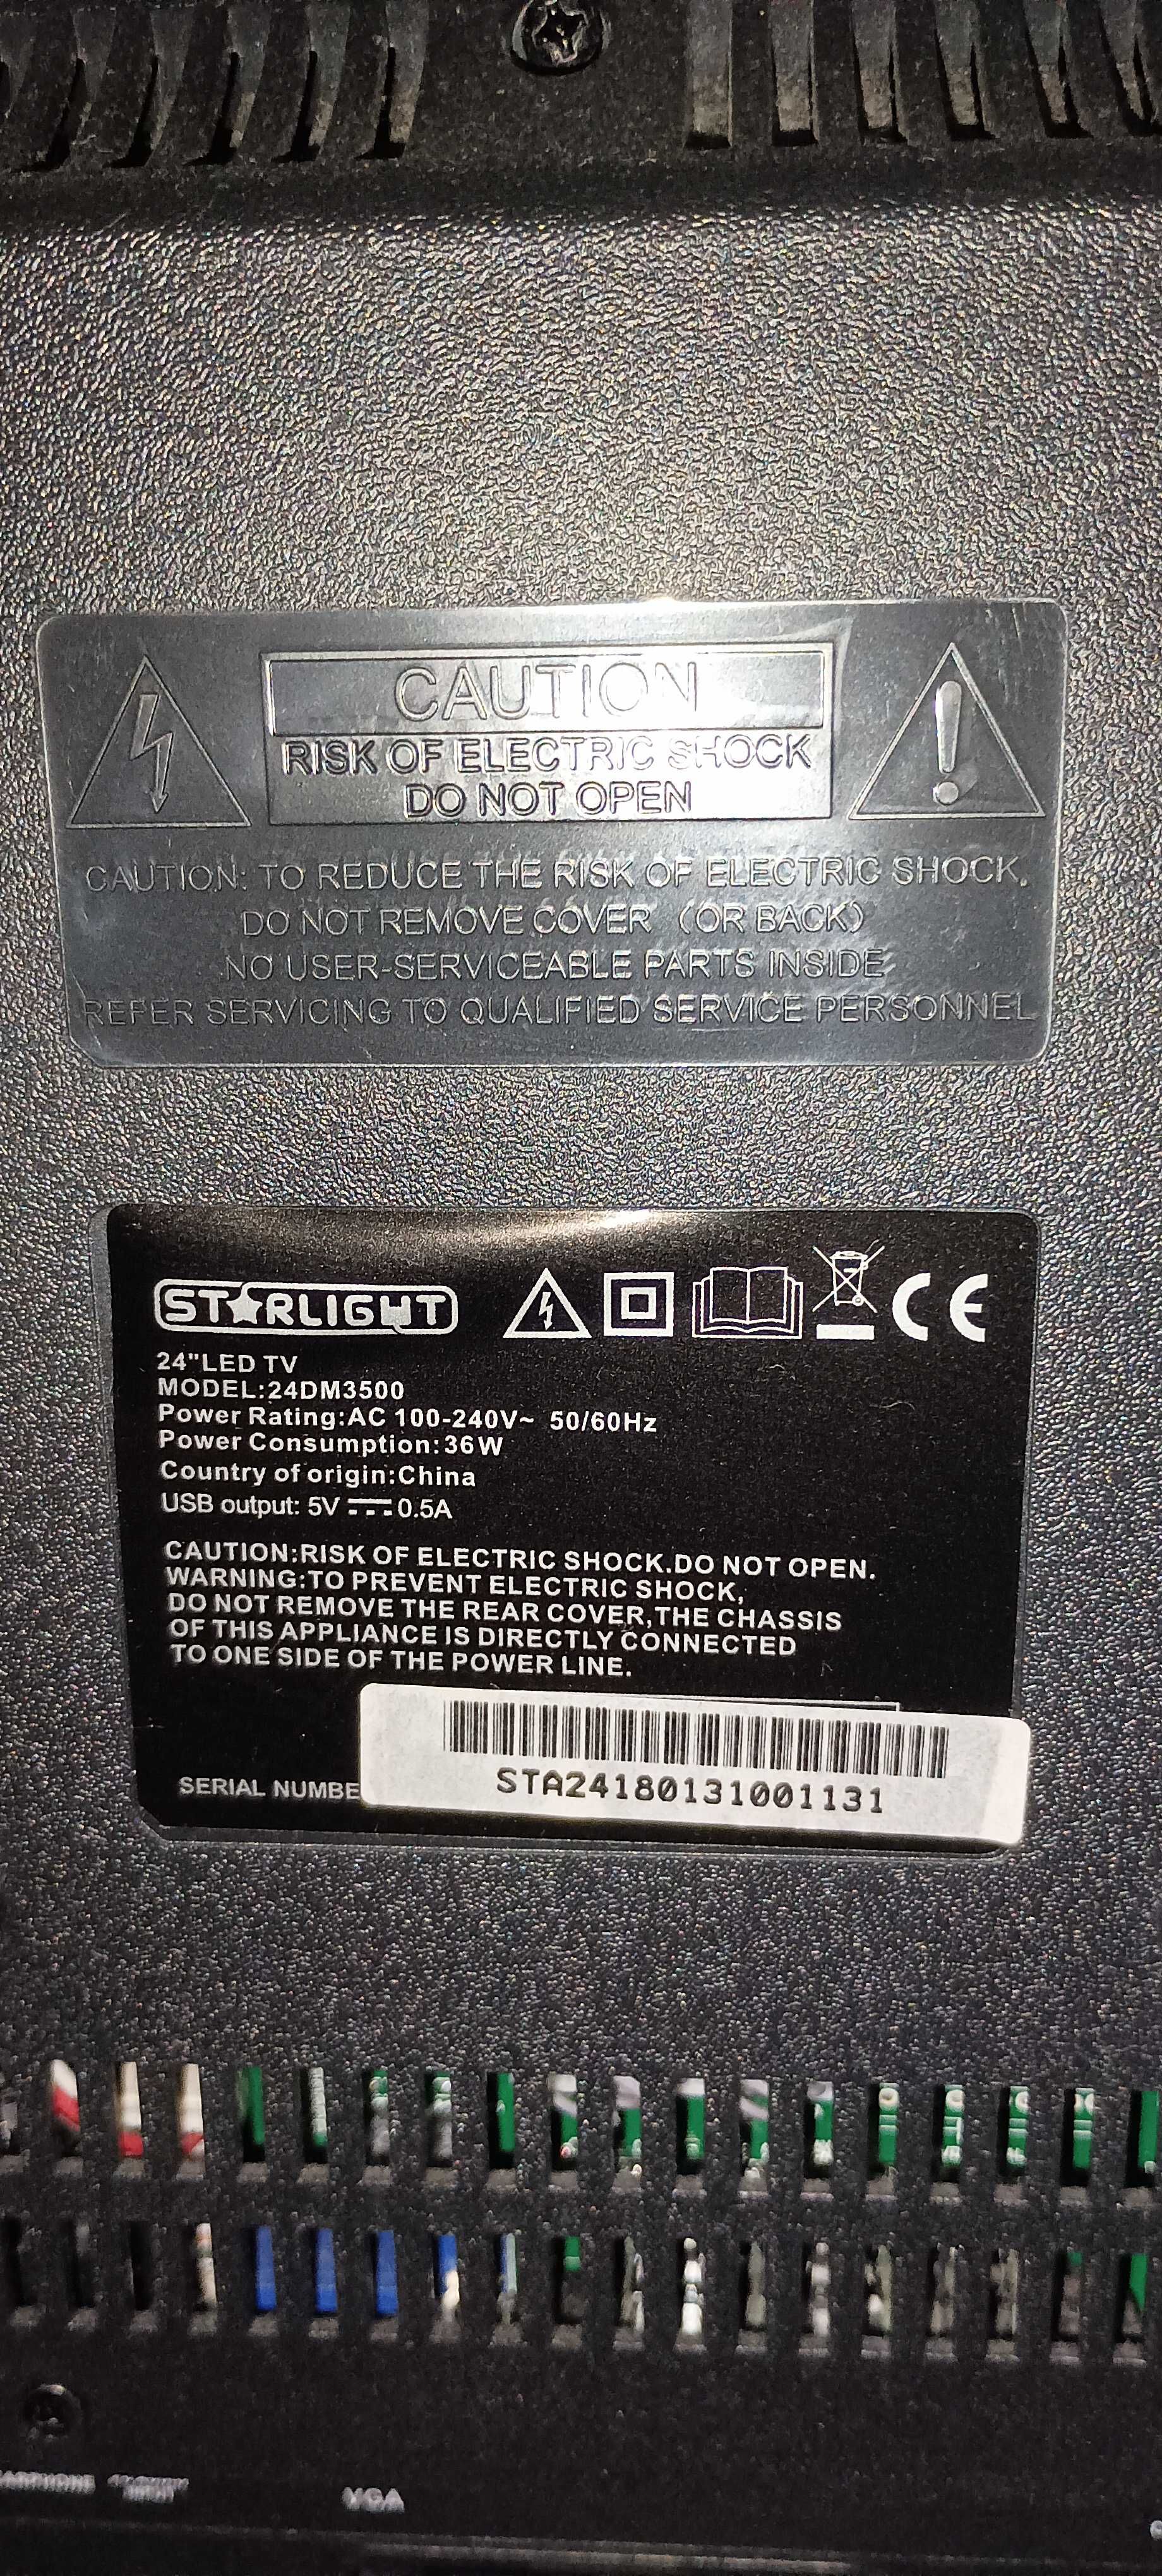 CAUTION
RISK OF ELECTRIC SHOCK
DO NOT OPEN
CAUTION: TO REDUCE THE RISK OF ELECTRIC SHOCK,
DO NOT REMOVE COVER (OR BACK)
NO USER-SERVICEABLE PARTS INSIDE
REFER SERVICING TO QUALIFIED SERVICE PERSONNEL
STARLIGHT
CE
24"LED TV
MODEL:24DM3500
Power Rating:AC 100-240V~ 50/60Hz
Power Consumption:36W
Country of origin:China
USB output: 5V 0.5A
CAUTION:RISK OF ELECTRIC SHOCK.DO NOT OPEN.
WARNING:TO PREVENT ELECTRIC SHOCK,
DO NOT REMOVE THE REAR COVER,THE CHASSIS
OF THIS APPLIANCE IS DIRECTLY CONNECTED
TO ONE SIDE OF THE POWER LINE.
SERIAL NUMBE
STA24180131001131
VGA